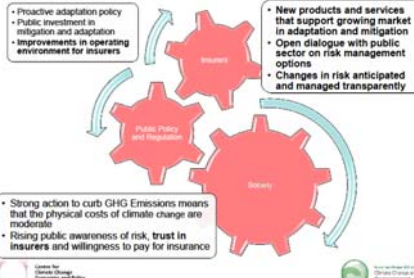 • Proactive adaptation policy
• Public investment in
mitigation and adaptation
• Improvements in operating
environment for insurers
• New products and services
that support growing market
in adaptation and mitigation
• Open dialogue with public
sector on risk management
options
• Changes in risk anticipated
and managed transparently
Insurers
Public Policy
and Regulation
Society
• Strong action to curb GHG Emissions means
that the physical costs of climate change are
moderate
• Rising public awareness of risk, trust in
insurers and willingness to pay for insurance
Centre for
Climate Change